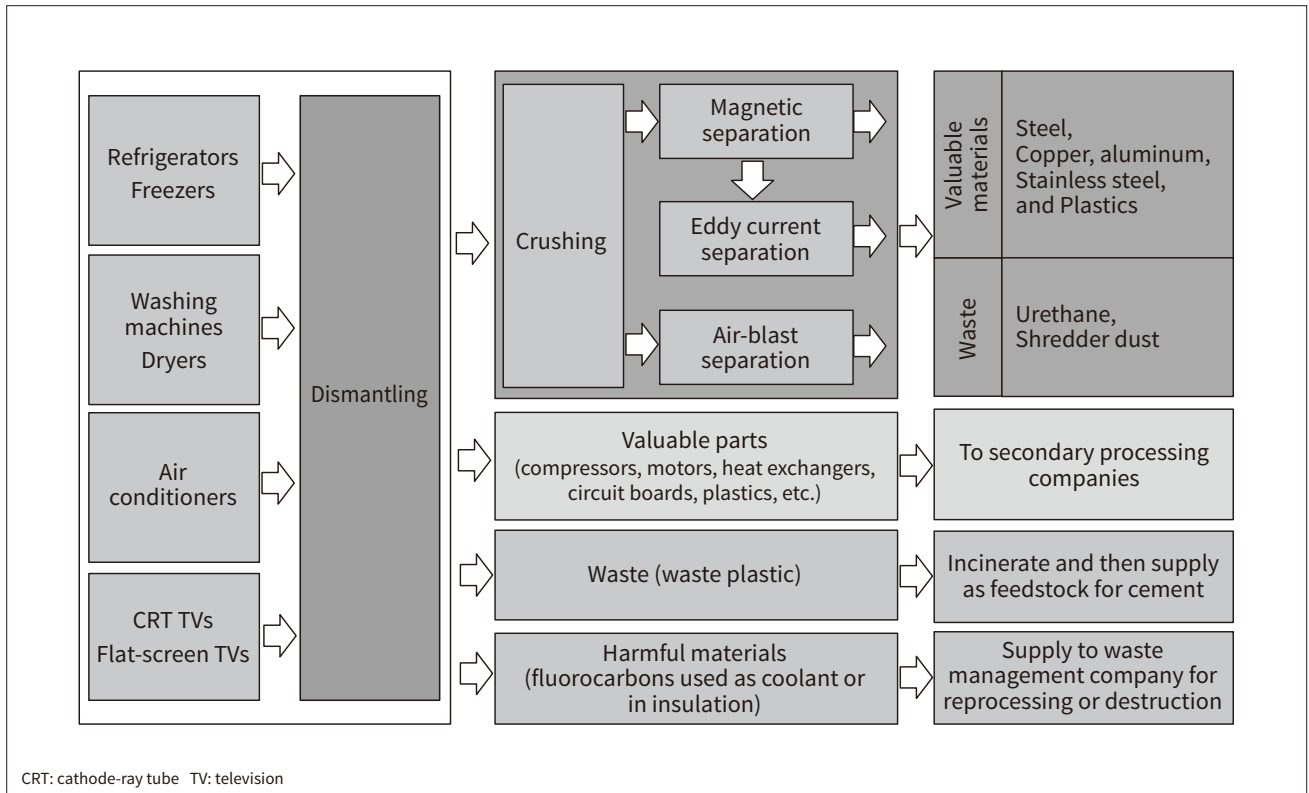 Refrigerators
Freezers
Washing
machines
Dryers
Air
conditioners
CRT TVs
Flat-screen TVs
Dismantling
Crushing
Magnetic
separation
Eddy current
separation
Air-blast
separation
Valuable
materials
Steel,
Copper, aluminum,
Stainless steel,
and Plastics
Waste
Urethane,
Shredder dust
Valuable parts
(compressors, motors, heat exchangers,
circuit boards, plastics, etc.)
To secondary processing
companies
Waste (waste plastic)
Incinerate and then supply
as feedstock for cement
Harmful materials
(fluorocarbons used as coolant or
in insulation)
Supply to waste
management company for
reprocessing or destruction
CRT: cathode-ray tube TV: television